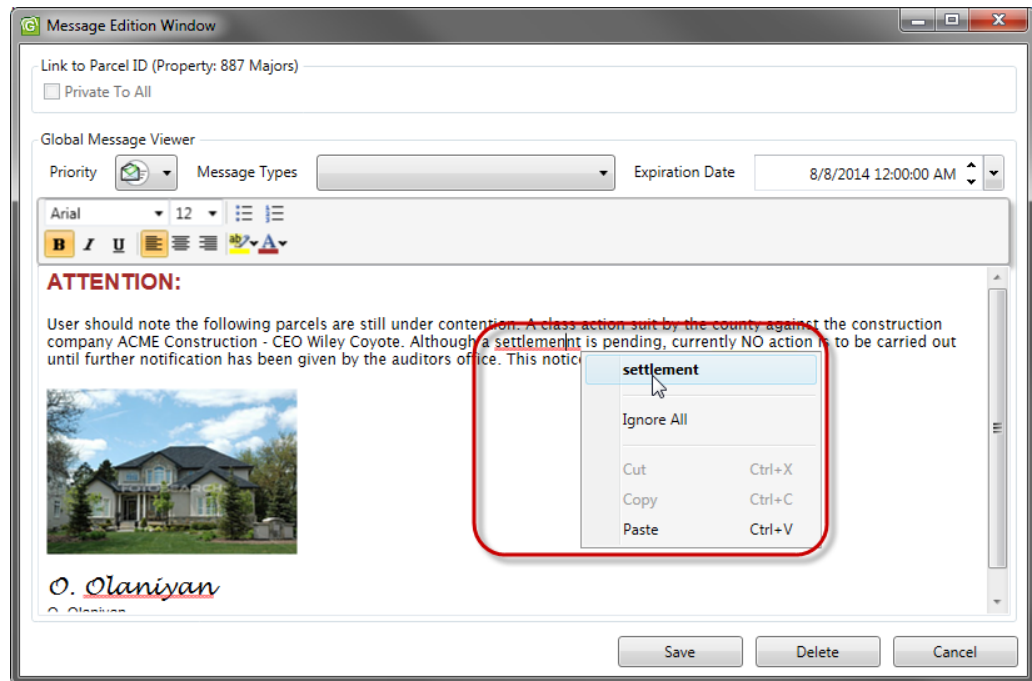 Message Edition Window
Link to Parcel ID (Property: 887 Majors)
Private To All
Global Message Viewer
Priority
Message Types
Expiration Date
8/8/2014 12:00:00 AM
Arial
12
B I U
ab A
ATTENTION:
User should note the following parcels are still under contention. A class action suit by the county against the construction
company ACME Construction - CEO Wiley Coyote. Although a settlemennt is pending, currently NO action is to be carried out
until further notification has been given by the auditors office. This notice
settlement
Ignore All
Cut Ctrl+X
Copy Ctrl+C
Paste Ctrl+V
O. Olaniyan
O. Olaniyan
Save
Delete
Cancel